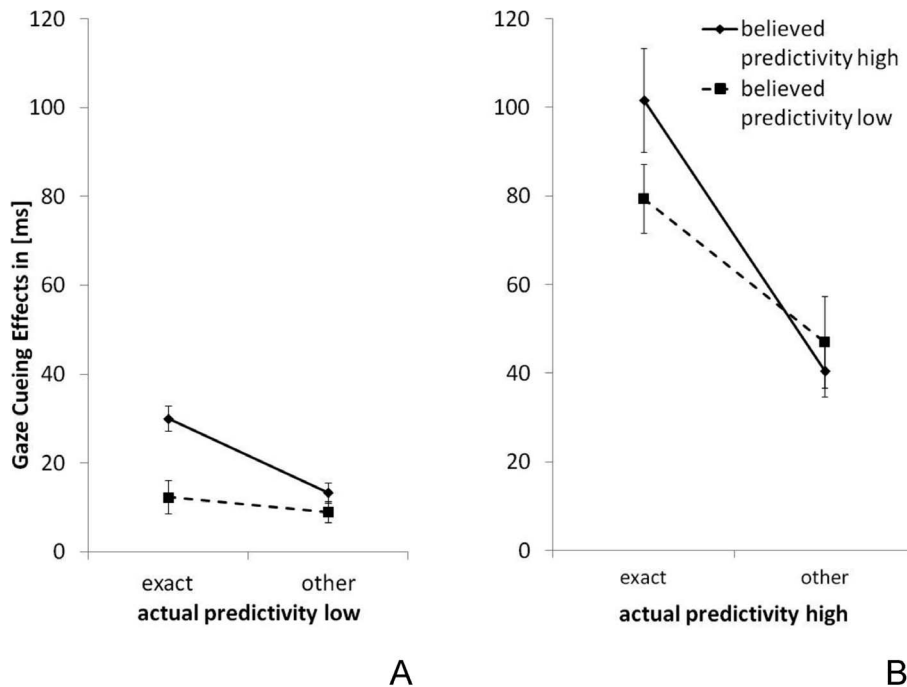 Gaze Cueing Effects in [ms]
120
100
80
60
40
20
0
exact other
actual predictivity low
A
120
100
80
60
40
20
0
believed
predictivity high
believed
predictivity low
exact other
actual predictivity high
B